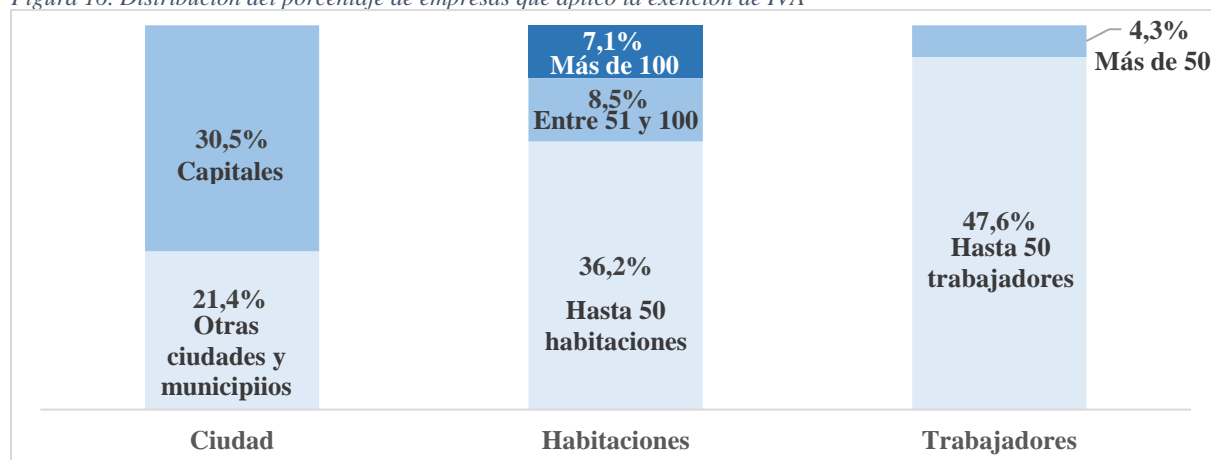 Figura 16. Distribución del porcentaje de empresas que aplicó la exención de IVA
30,5%
Capitales
21,4%
Otras
ciudades y
municipiios
7,1%
Más de 100
8,5%
Entre 51 y 100
36,2%
Hasta 50
habitaciones
4,3%
Más de 50
47,6%
Hasta 50
trabajadores
Ciudad
Habitaciones
Trabajadores